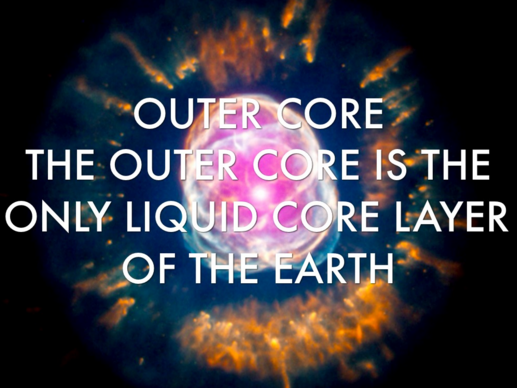 OUTER CORE
THE OUTER CORE IS THE
ONLY LIQUID CORE LAYER
OF THE EARTH